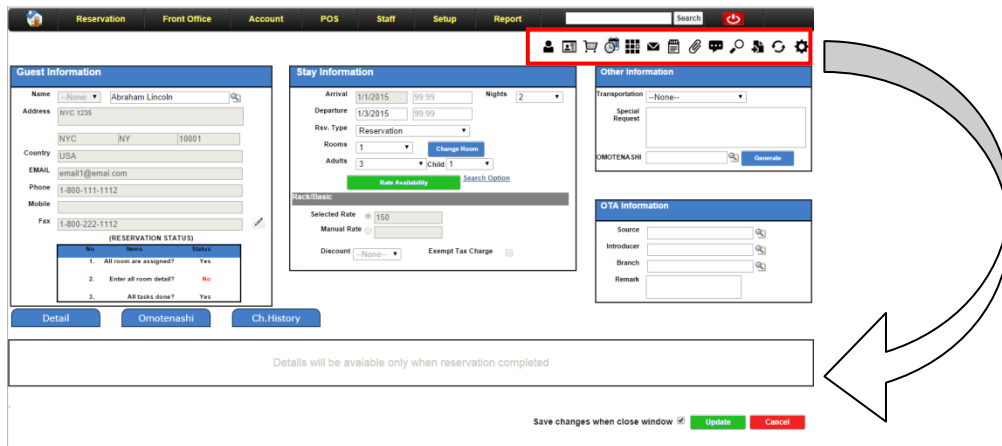 Reservation Front Office Account POS Staff Setup Report Search
Guest Information
Name --None-- Abraham Lincoln
Address NYC 1235
NYC NY 10001
Country USA
EMAIL email1@emai.com
Phone 1-800-111-1112
Mobile
Fax 1-800-222-1112
(RESERVATION STATUS)
No Items Status
1. All room are assigned? Yes
2. Enter all room detail? No
3. All tasks done? Yes
Stay Information
Arrival 1/1/2015 99:99 Nights 2
Departure 1/3/2015 99:99
Rsv. Type Reservation
Rooms 1 Change Room
Adults 3 Child 1
Rate Availability Search Option
Rack/Basic
Selected Rate 150
Manual Rate
Discount --None-- Exempt Tax Charge
Other Information
Transportation --None--
Special
Request
OMOTENASHI Generate
OTA Information
Source
Introducer
Branch
Remark
Detail Omotenashi Ch.History
Details will be avaiable only when reservation completed
Save changes when close window Update Cancel